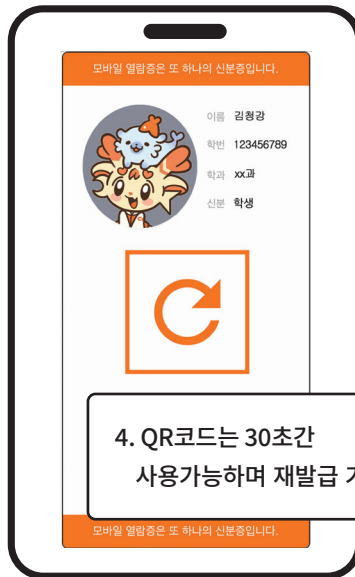 모바일 열람증은 또 하나의 신분증입니다.
이름 김청강
학번 123456789
학과 xx과
신분 학생
4. QR코드는 30초간
사용가능하며 재발급
모바일 열람증은 또 하나의 신분증입니다.